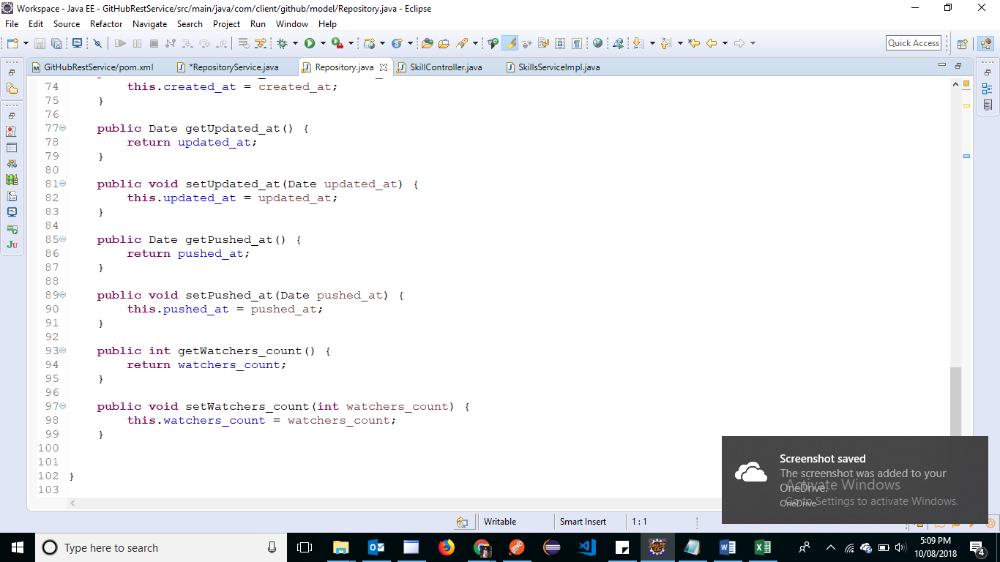 Workspace - Java EE - GitHubRestService/src/main/java/com/client/github/model/Repository.java - Eclipse
File Edit Source Refactor Navigate Search Project Run Window Help
Quick Access
GitHubRestService/pom.xml *RepositoryService.java Repository.java SkillController.java SkillsServiceImpl.java
74 this.created_at = created_at;
75 }
76
77 public Date getUpdated_at() {
78 return updated_at;
79 }
80
81 public void setUpdated_at(Date updated_at) {
82 this.updated_at = updated_at;
83 }
84
85 public Date getPushed_at() {
86 return pushed_at;
87 }
88
89 public void setPushed_at(Date pushed_at) {
90 this.pushed_at = pushed_at;
91 }
92
93 public int getWatchers_count() {
94 return watchers_count;
95 }
96
97 public void setWatchers_count(int watchers_count) {
98 this.watchers_count = watchers_count;
99 }
100
101
102 }
103
Screenshot saved
The screenshot was added to your
OneDrive.
OneDrive
Activate Windows
Go to Settings to activate Windows.
Writable Smart Insert 1 : 1
Type here to search
5:09 PM
10/08/2018
4